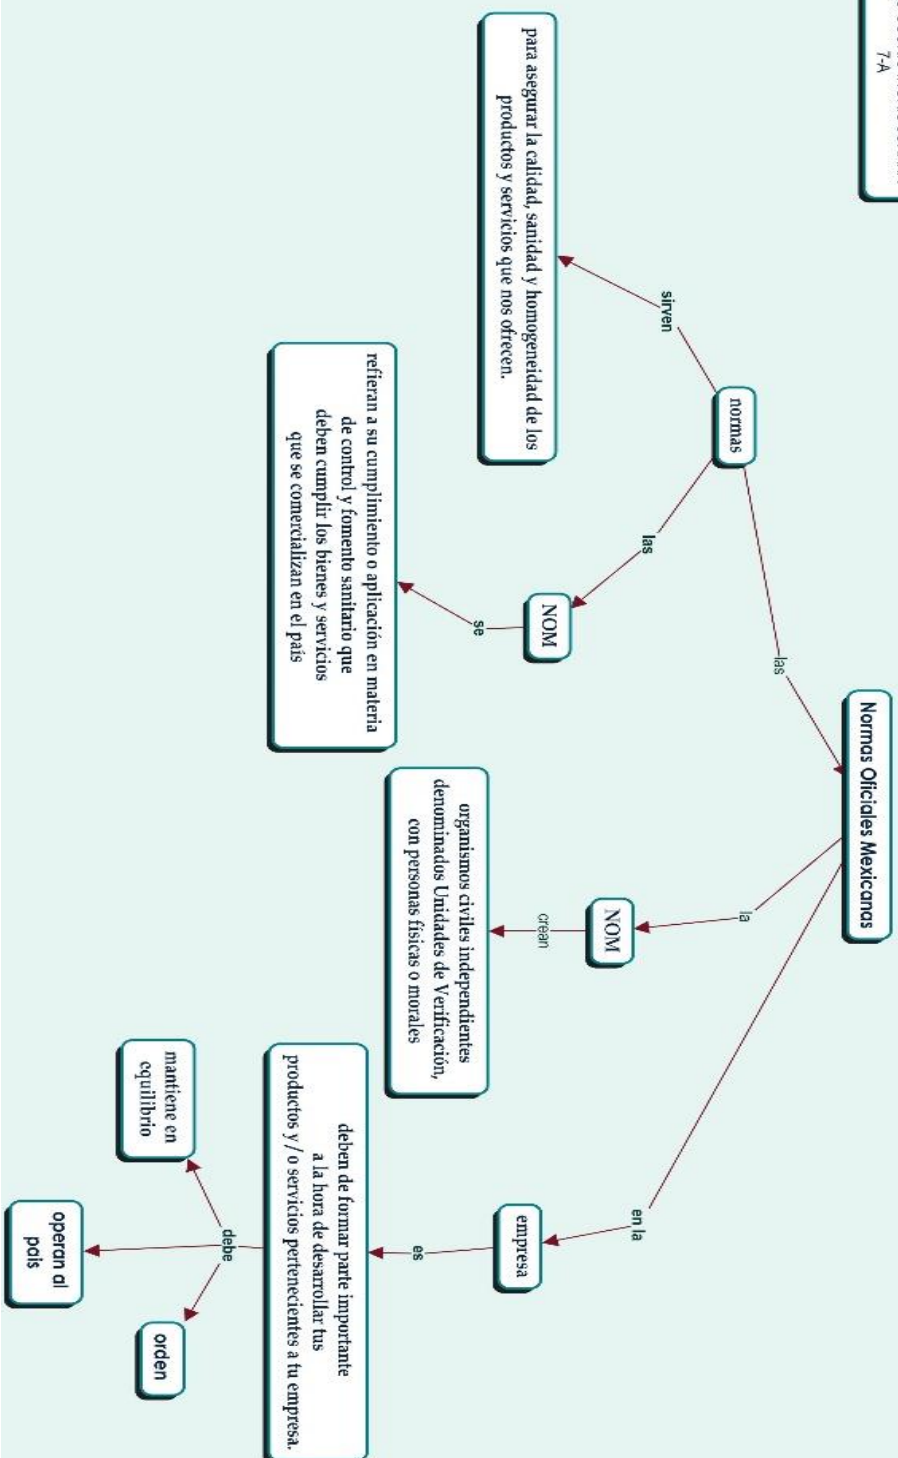 7-A
Normas Oficiales Mexicanas
las
la
en la
normas
sirven
las
para asegurar la calidad, sanidad y homogeneidad de los
productos y servicios que nos ofrecen.
NOM
se
refieran a su cumplimiento o aplicación en materia
de control y fomento sanitario que
deben cumplir los bienes y servicios
que se comercializan en el país
NOM
crean
organismos civiles independientes
denominados Unidades de Verificación,
con personas físicas o morales
empresa
es
deben de formar parte importante
a la hora de desarrollar tus
productos y/o servicios pertenecientes a tu empresa.
debe
mantiene en
equilibrio
operan al
pais
orden